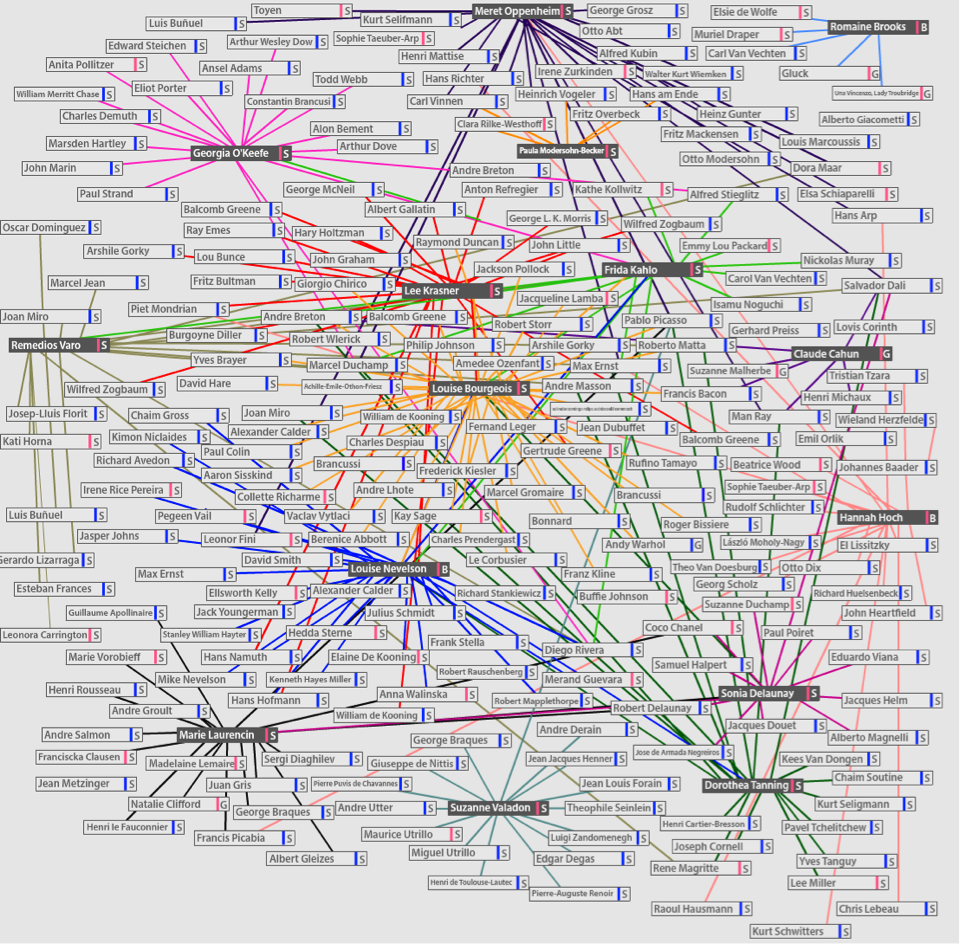 Toyen S
Meret Oppenheim S
George Grosz S
Elsie de Wolfe S
Luis Buñuel S
Kurt Selifmann S
Muriel Draper S
Romaine Brooks B
Otto Abt S
Edward Steichen S
Arthur Wesley Dow S
Sophie Taeuber-Arp S
Henri Mattise S
Alfred Kubin S
Carl Van Vechten S
Anita Pollitzer S
Ansel Adams S
Todd Webb S
Hans Richter S
Irene Zurkinden S
Walter Kurt Wiemken S
Gluck G
William Merritt Chase S
Eliot Porter S
Constantin Brancusi S
Carl Vinnen S
Heinrich Vogeler S
Hans am Ende S
Una Vincenzo, Lady Troubridge G
Charles Demuth S
Alon Bement S
Clara Rilke-Westhoff S
Fritz Overbeck S
Heinz Gunter S
Alberto Giacometti S
Marsden Hartley S
Georgia O'Keefe S
Arthur Dove S
Paula Modersohn-Becker S
Fritz Mackensen S
Louis Marcoussis S
John Marin S
Andre Breton S
Otto Modersohn S
Dora Maar S
Paul Strand S
George McNeil S
Anton Refregier S
Kathe Kollwitz S
Alfred Stieglitz S
Elsa Schiaparelli S
Balcomb Greene S
Albert Gallatin S
George L. K. Morris S
Wilfred Zogbaum S
Hans Arp S
Oscar Dominguez S
Ray Emes S
Hary Holtzman S
Raymond Duncan S
John Little S
Emmy Lou Packard S
Arshile Gorky S
Lou Bunce S
John Graham S
Jackson Pollock S
Frida Kahlo S
Nickolas Muray S
Marcel Jean S
Fritz Bultman S
Giorgio Chirico S
Lee Krasner S
Carol Van Vechten S
Salvador Dali S
Joan Miro S
Piet Mondrian S
Andre Breton S
Balcomb Greene S
Jacqueline Lamba S
Isamu Noguchi S
Remedios Varo S
Burgoyne Diller S
Robert Wlerick S
Philip Johnson S
Robert Storr S
Arshile Gorky S
Pablo Picasso S
Roberto Matta S
Gerhard Preiss S
Lovis Corinth S
Yves Brayer S
Marcel Duchamp S
Amedee Ozenfant S
Max Ernst S
Suzanne Malherbe G
Claude Cahun G
Wilfred Zogbaum S
David Hare S
Achille-Emile-Othon-Friesz S
Louise Bourgeois S
Andre Masson S
Francis Bacon S
Tristian Tzara S
Henri Michaux S
Josep-Lluis Florit S
Chaim Gross S
Joan Miro S
William de Kooning S
Fernand Leger S
Jean Dubuffet S
Man Ray S
Wieland Herzfelde S
Kati Horna S
Kimon Niclaides S
Alexander Calder S
Charles Despiau S
Gertrude Greene S
Balcomb Greene S
Emil Orlik S
Richard Avedon S
Paul Colin S
Brancusi S
Frederick Kiesler S
Rufino Tamayo S
Beatrice Wood S
Johannes Baader S
Irene Rice Pereira S
Aaron Sisskind S
Collette Richarme S
Andre Lhote S
Marcel Gromaire S
Brancussi S
Sophie Taeuber-Arp S
Rudolf Schlichter S
Luis Buñuel S
Pegeen Vail S
Vaclav Vytlaci S
Kay Sage S
Bonnard S
Roger Bissiere S
Hannah Hoch B
Jasper Johns S
Leonor Fini S
Berenice Abbott S
Charles Prendergast S
Andy Warhol G
László Moholy-Nagy S
El Lissitzky S
Gerardo Lizarraga S
Max Ernst S
David Smith S
Louise Nevelson B
Le Corbusier S
Franz Kline S
Theo Van Doesburg S
Otto Dix S
Esteban Frances S
Ellsworth Kelly S
Alexander Calder S
Richard Stankiewicz S
Buffie Johnson S
Georg Scholz S
Richard Huelsenbeck S
Guillaume Apollinaire S
Jack Youngerman S
Julius Schmidt S
Suzanne Duchamp S
John Heartfield S
Leonora Carrington S
Stanley William Hayter S
Hedda Sterne S
Frank Stella S
Coco Chanel S
Paul Poiret S
Marie Vorobieff S
Hans Namuth S
Elaine De Kooning S
Diego Rivera S
Samuel Halpert S
Eduardo Viana S
Henri Rousseau S
Mike Nevelson S
Kenneth Hayes Miller S
Robert Rauschenberg S
Merand Guevara S
Sonia Delaunay S
Andre Groult S
Hans Hofmann S
Anna Walinska S
Robert Mapplethorpe S
Robert Delaunay S
Jacques Helm S
Andre Salmon S
Marie Laurencin S
William de Kooning S
Andre Derain S
Jacques Douet S
Alberto Magnelli S
Franciscka Clausen S
Madelaine Lemaire S
Sergi Diaghilev S
George Braques S
Giuseppe de Nittis S
Jean Jacques Henner S
Jose de Armada Negreiros S
Kees Van Dongen S
Jean Metzinger S
Juan Gris S
Pierre Puvis de Chavannes S
Jean Louis Forain S
Dorothea Tanning S
Chaim Soutine S
Natalie Clifford G
George Braques S
Andre Utter S
Suzanne Valadon S
Theophile Seinlein S
Kurt Seligmann S
Henri le Fauconnier S
Francis Picabia S
Maurice Utrillo S
Luigi Zandomenegh S
Henri Cartier-Bresson S
Pavel Tchelitchew S
Albert Gleizes S
Miguel Utrillo S
Edgar Degas S
Joseph Cornell S
Yves Tanguy S
Henri de Toulouse-Lautec S
Pierre-Auguste Renoir S
Rene Magritte S
Lee Miller S
Raoul Hausmann S
Chris Lebeau S
Kurt Schwitters S